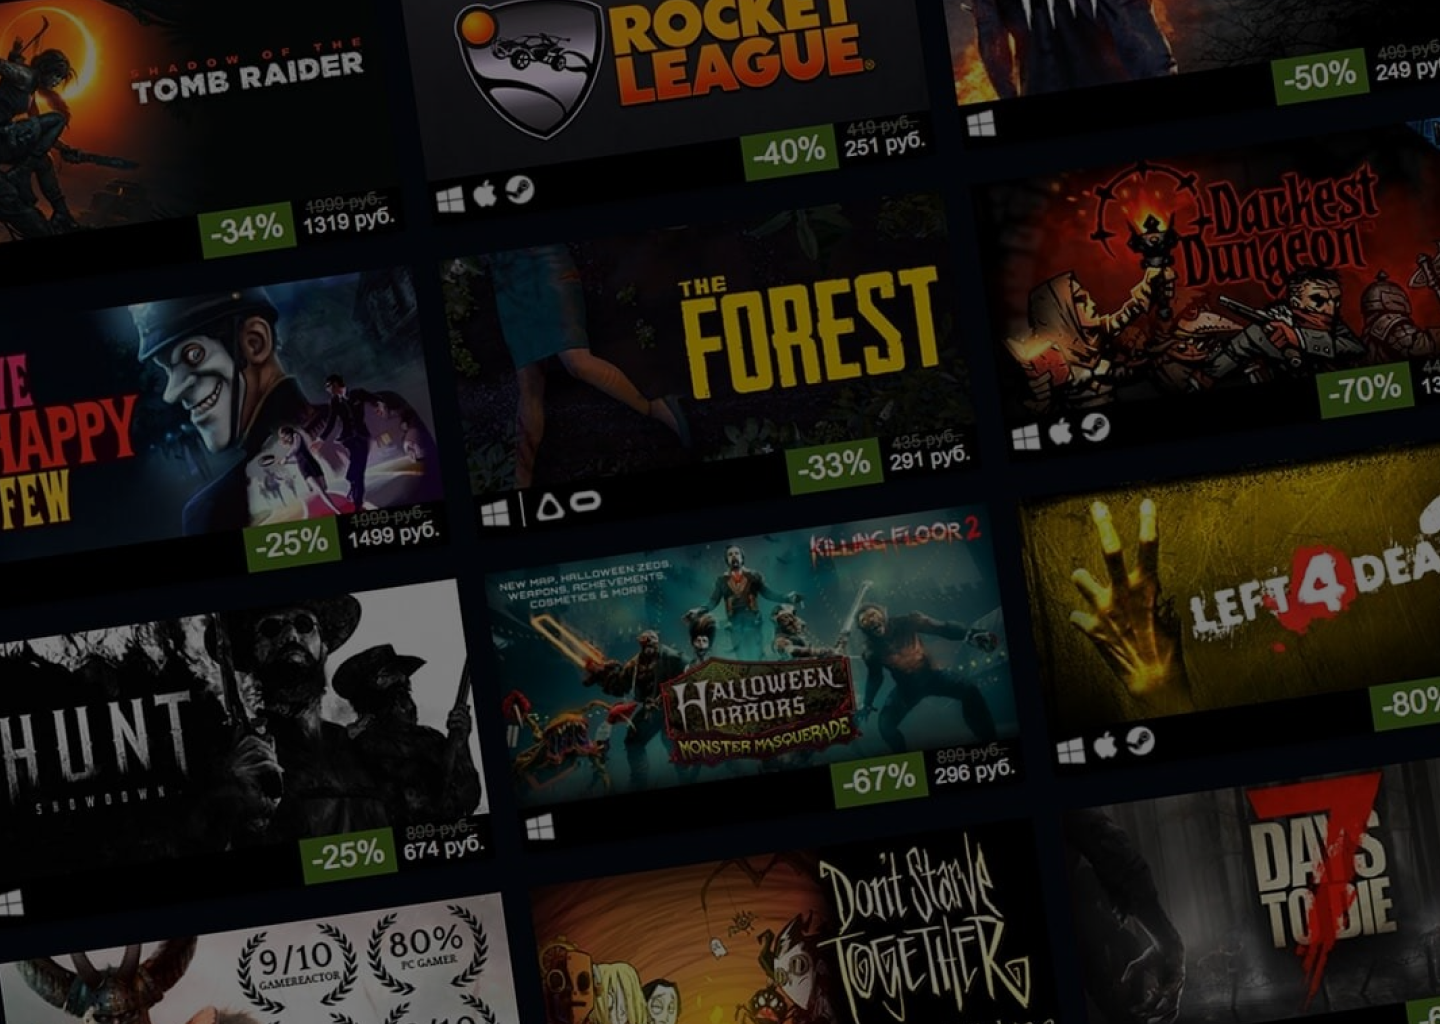 SHADOW OF THE
TOMB RAIDER
-34%
1999 руб.
1319 руб.
ROCKET
LEAGUE®
-40%
419 руб.
251 руб.
-50%
499 руб.
249
HAPPY
FEW
-25%
1999 руб.
1499 руб.
THE
FOREST
-33%
435 руб.
291 руб.
Darkest
Dungeon
-70%
HUNT
SHOWDOWN
-25%
899 руб.
674 руб.
KILLING FLOOR 2
NEW MAP, HALLOWEEN ZEDS,
WEAPONS, ACHIEVEMENTS,
COSMETICS & MORE!
HALLOWEEN
HORRORS
MONSTER MASQUERADE
-67%
899 руб.
296 руб.
LEFT 4 DEA
-80%
9/10
GAMEREACTOR
80%
PC GAMER
Don't Starve
TOGETHER
7
DAYS
TO DIE